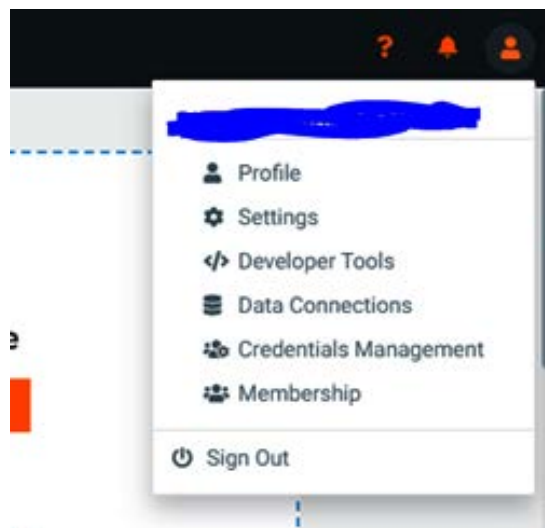 ?
Profile
Settings
</> Developer Tools
Data Connections
e
Credentials Management
Membership
Sign Out